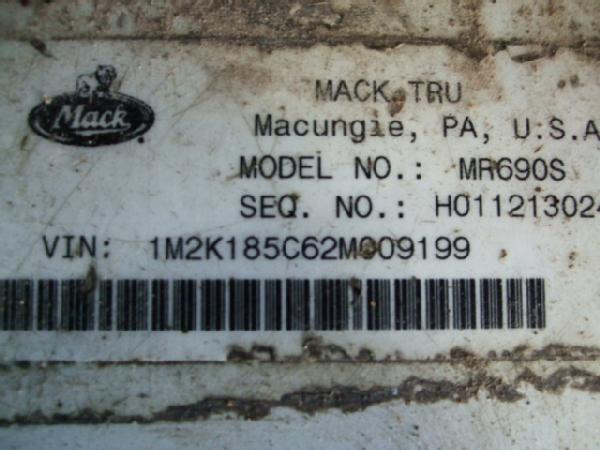 Mack
MACK TRU
Macungie, PA, U.S.A
MODEL NO.: MR690S
SEQ. NO.: H01121302
VIN: 1M2K185C62M009199